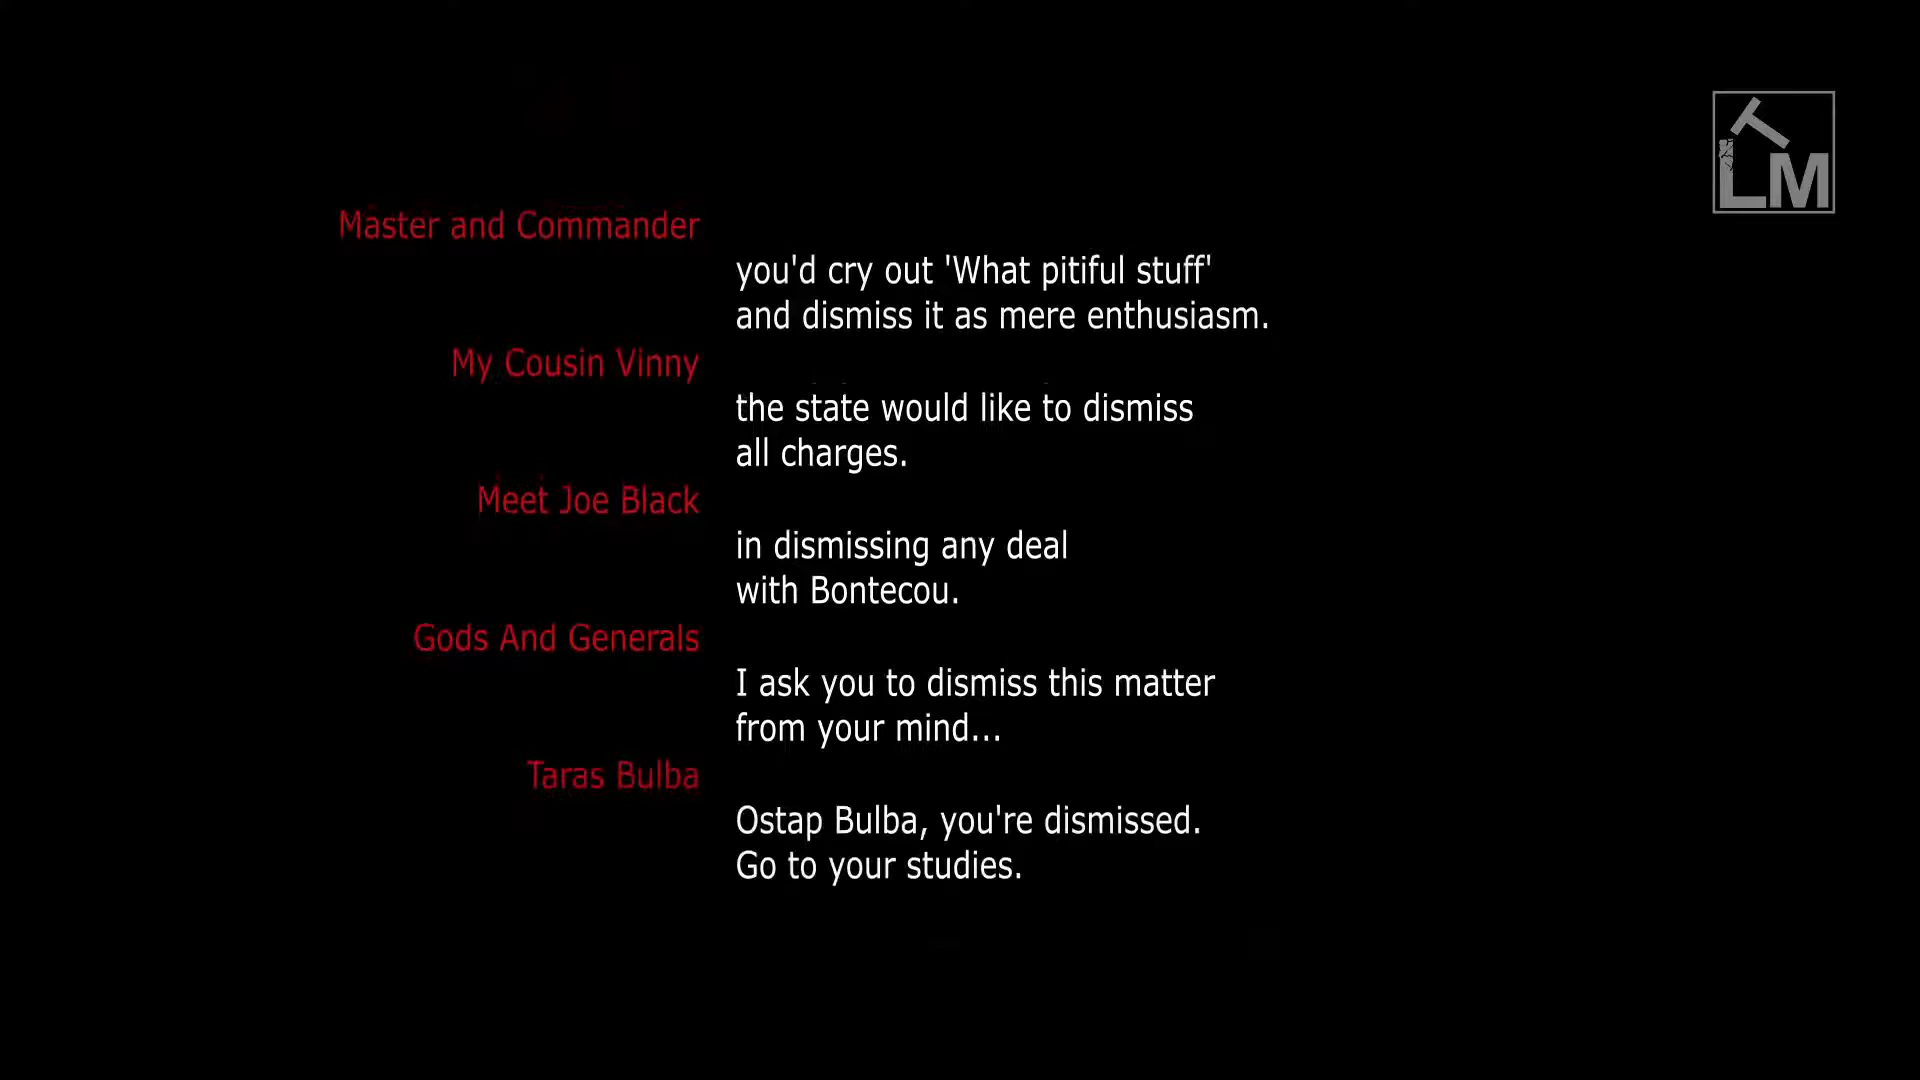 Master and Commander
you'd cry out 'What pitiful stuff'
and dismiss it as mere enthusiasm.
My Cousin Vinny
the state would like to dismiss
all charges.
Meet Joe Black
in dismissing any deal
with Bontecou.
Gods And Generals
I ask you to dismiss this matter
from your mind...
Taras Bulba
Ostap Bulba, you're dismissed.
Go to your studies.
LTM